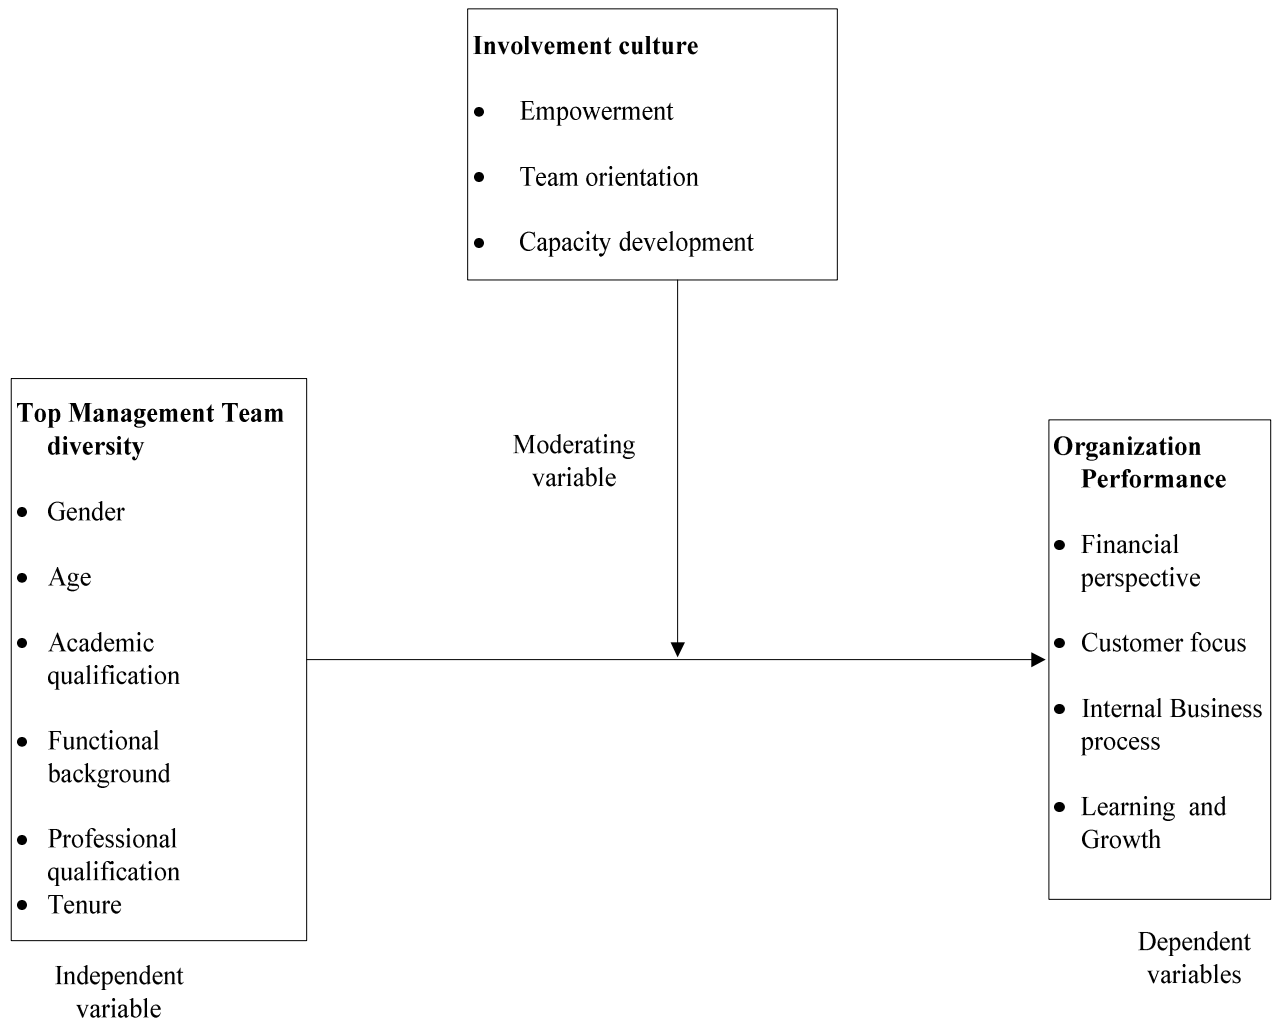 Involvement culture
• Empowerment
• Team orientation
• Capacity development
Moderating
variable
Top Management Team
diversity
• Gender
• Age
• Academic
qualification
• Functional
background
• Professional
qualification
• Tenure
Independent
variable
Organization
Performance
• Financial
perspective
• Customer focus
• Internal Business
process
• Learning and
Growth
Dependent
variables